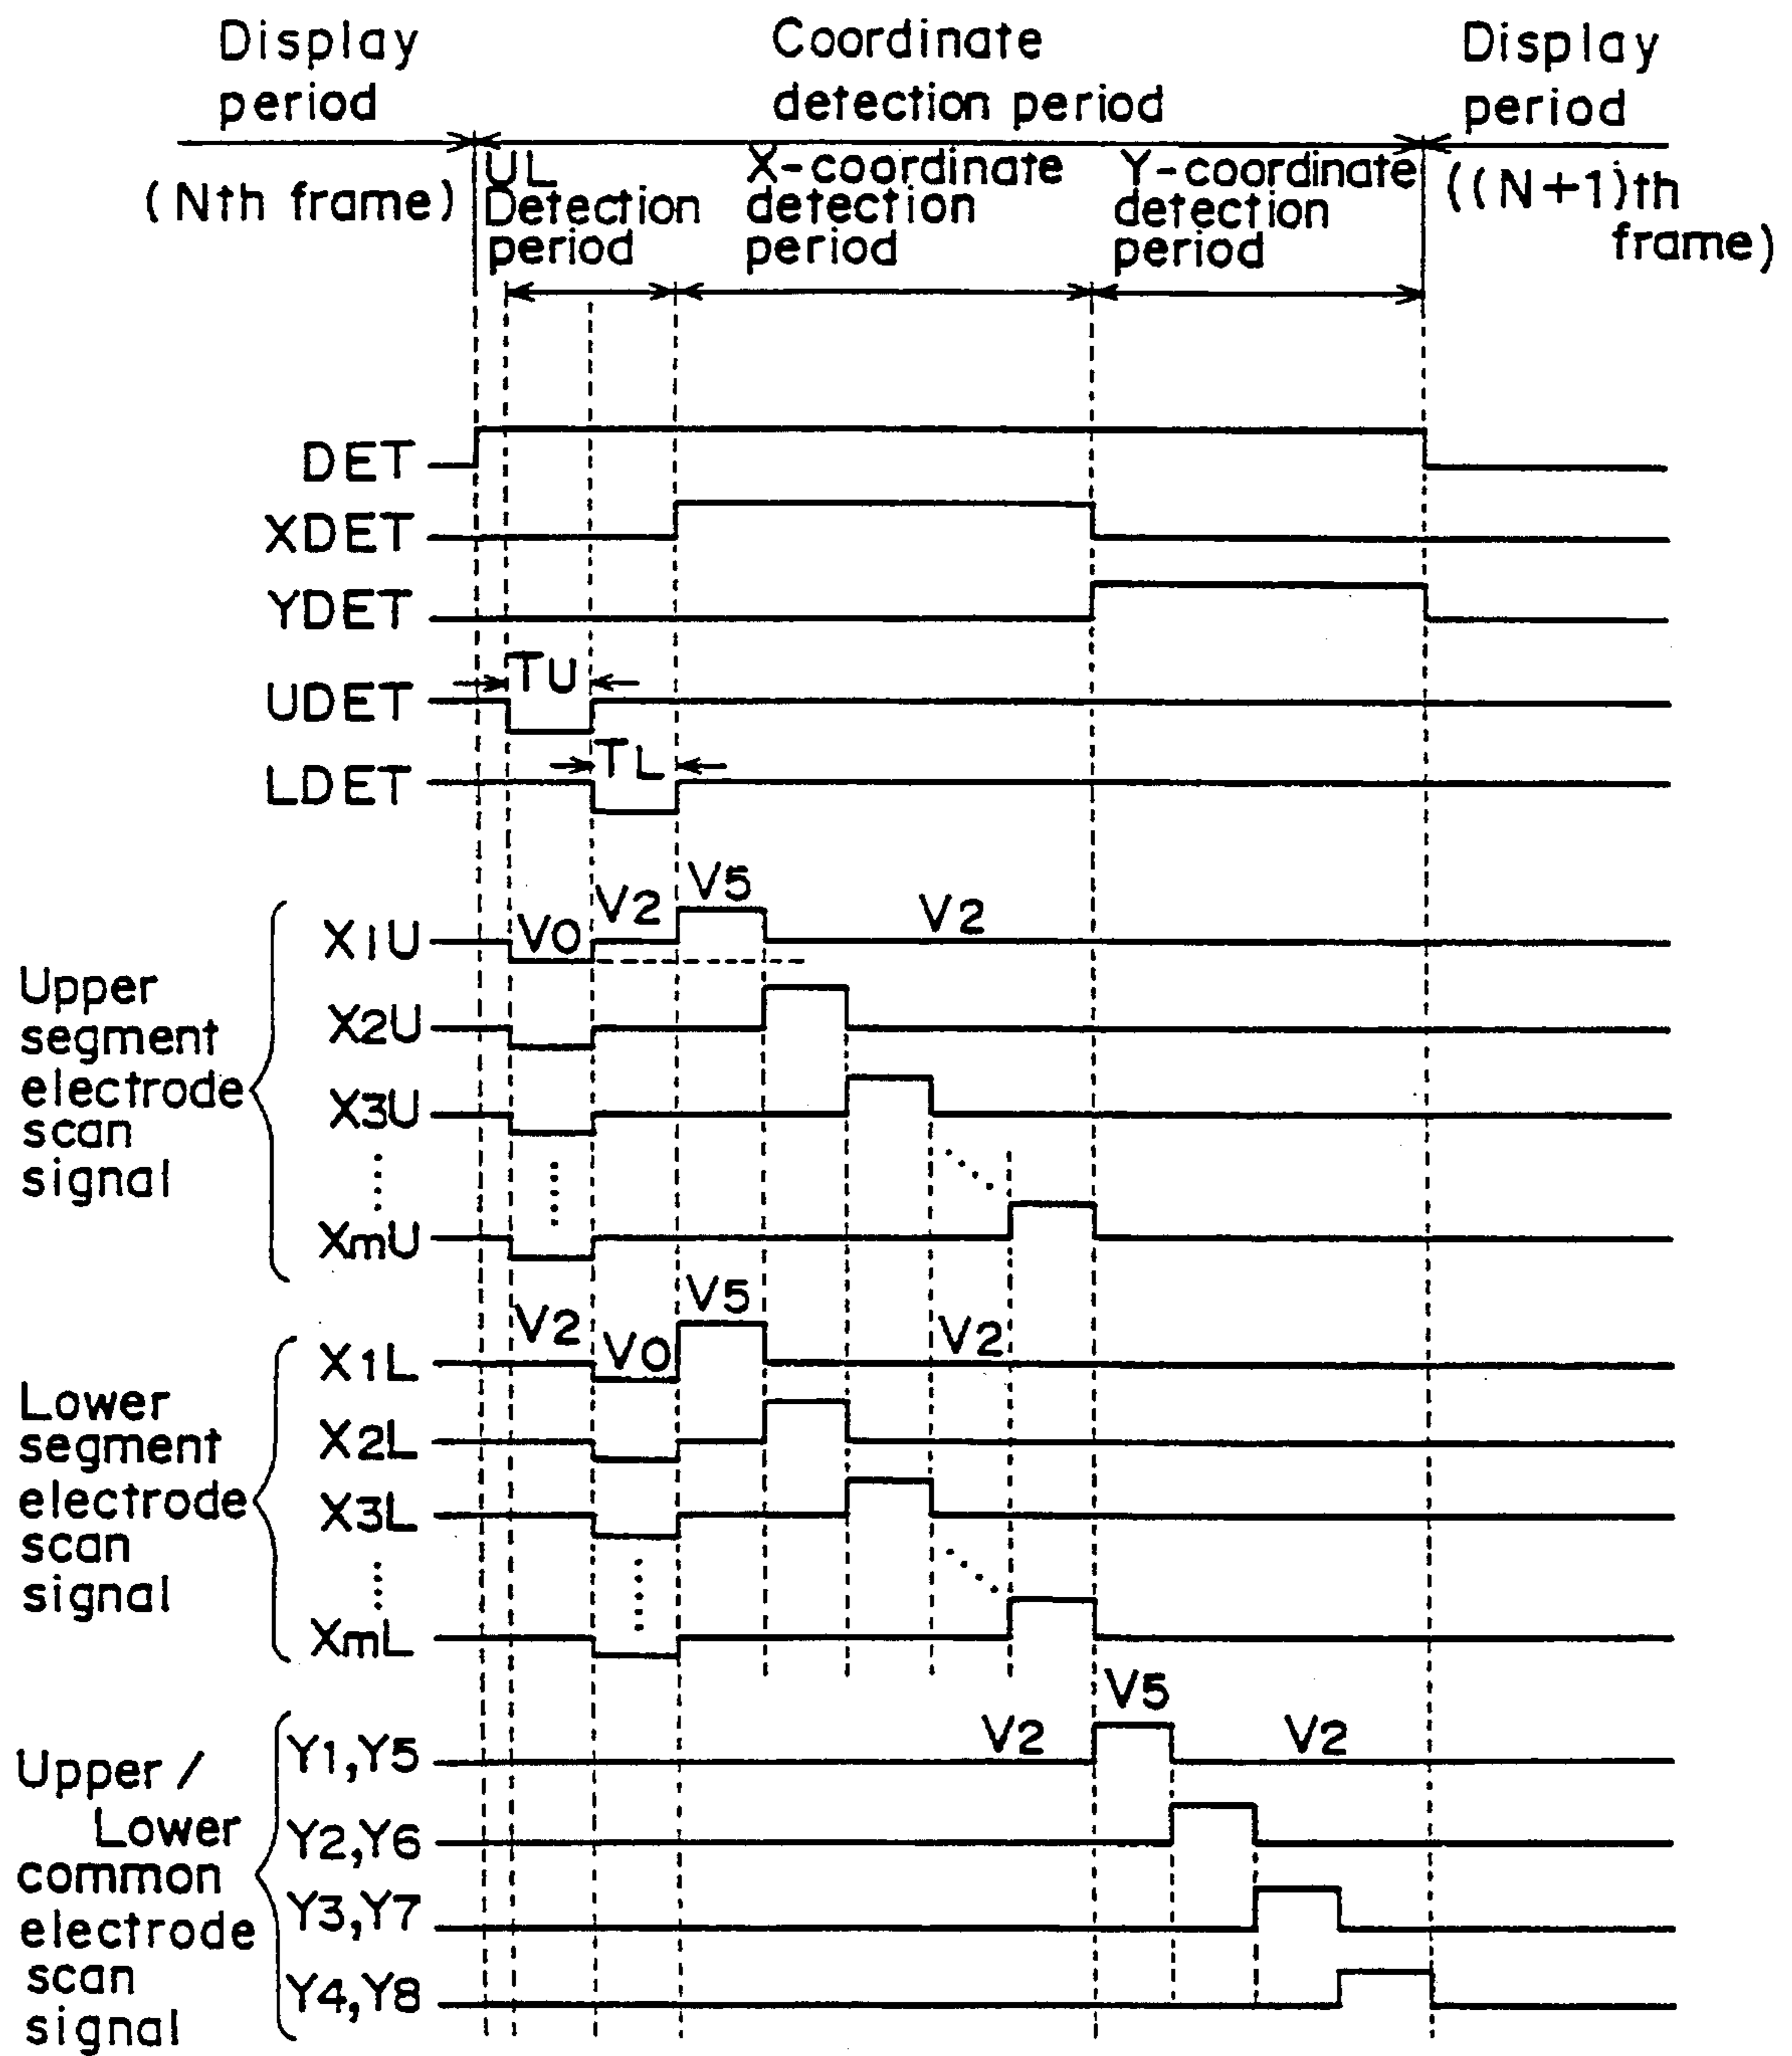 Display
period
Coordinate
detection period
Display
period
(Nth frame)
UL
Detection
period
X-coordinate
detection
period
Y-coordinate
detection
period
((N+1)th
frame)
DET
XDET
YDET
TU
UDET
TL
LDET
Upper
segment
electrode
scan
signal
V5
V2
V2
X1U
V0
X2U
X3U
XmU
Lower
segment
electrode
scan
signal
V5
V2
V0
V2
X1L
X2L
X3L
XmL
Upper /
Lower
common
electrode
scan
signal
V5
V2
V2
Y1,Y5
Y2,Y6
Y3,Y7
Y4,Y8